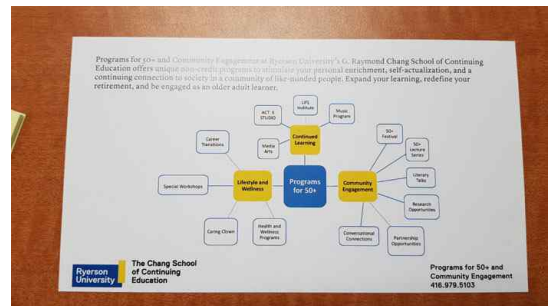 Programs for 50+ and Community Engagement at Ryerson University's G. Raymond Chang School of Continuing
Education offers unique non-credit programs to stimulate your personal enrichment, self-actualization, and a
continuing connection to society in a community of like-minded people. Expand your learning, redefine your
retirement, and be engaged as an older adult learner.
LIFE
Institute
ACT II
STUDIO
Music
Program
Media
Arts
Continued
Learning
Career
Transitions
50+
Festival
50+
Lecture
Series
Special Workshops
Lifestyle and
Wellness
Programs
for 50+
Community
Engagement
Literary
Talks
Research
Opportunities
Caring Clown
Health and
Wellness
Programs
Conversational
Connections
Partnership
Opportunities
Ryerson
University
The Chang School
of Continuing
Education
Programs for 50+ and
Community Engagement
416.979.5103